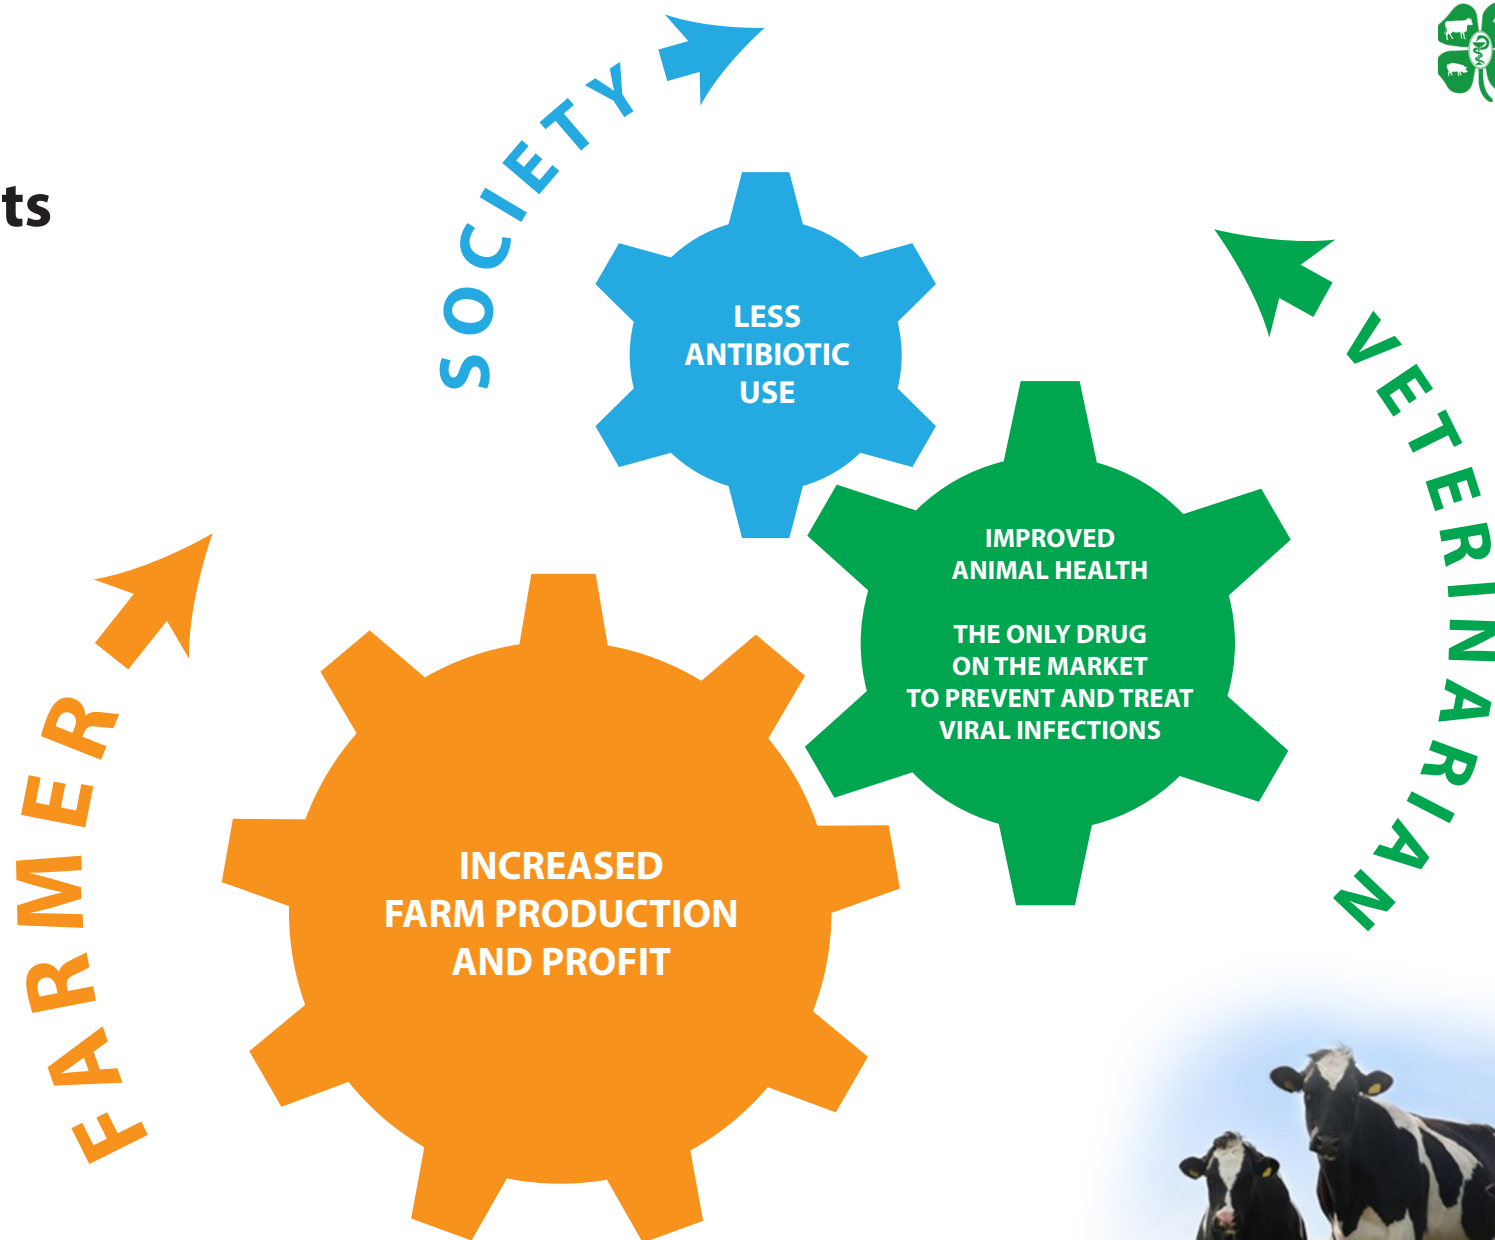 ts
SOCIETY
LESS
ANTIBIOTIC
USE
VETERINARIAN
IMPROVED
ANIMAL HEALTH
THE ONLY DRUG
ON THE MARKET
TO PREVENT AND TREAT
VIRAL INFECTIONS
FARMER
INCREASED
FARM PRODUCTION
AND PROFIT